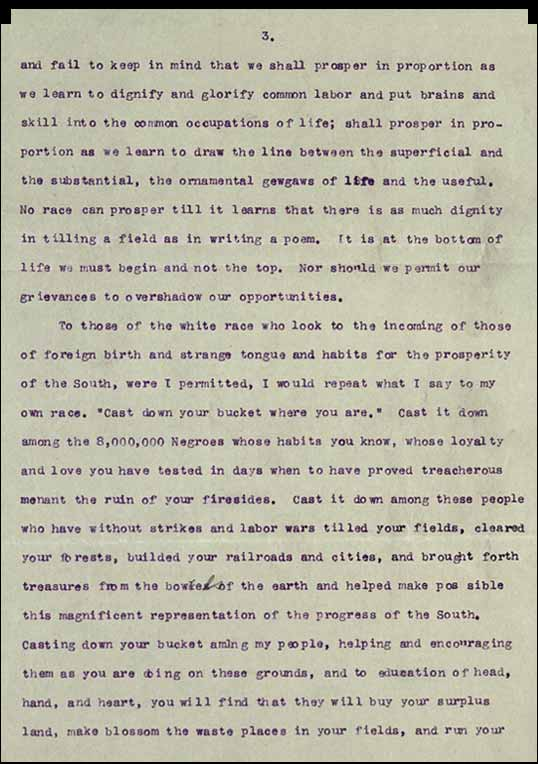 3.
and fail to keep in mind that we shall prosper in proportion as
we learn to dignify and glorify common labor and put brains and
skill into the common occupations of life; shall prosper in pro-
portion as we learn to draw the line between the superficial and
the substantial, the ornamental gewgaws of life and the useful.
No race can prosper till it learns that there is as much dignity
in tilling a field as in writing a poem. It is at the bottom of
life we must begin and not the top. Nor should we permit our
grievances to overshadow our opportunities.
To those of the white race who look to the incoming of those
of foreign birth and strange tongue and habits for the prosperity
of the South, were I permitted, I would repeat what I say to my
own race. "Cast down your bucket where you are." Cast it down
among the 8,000,000 Negroes whose habits you know, whose loyalty
and love you have tested in days when to have proved treacherous
menant the ruin of your firesides. Cast it down among these people
who have without strikes and labor wars tilled your fields, cleared
your forests, builded your railroads and cities, and brought forth
treasures from the bowels of the earth and helped make pos sible
this magnificent representation of the progress of the South.
Casting down your bucket amlng my people, helping and encouraging
them as you are doing on these grounds, and to education of head,
hand, and heart, you will find that they will buy your surplus
land, make blossom the waste places in your fields, and run your